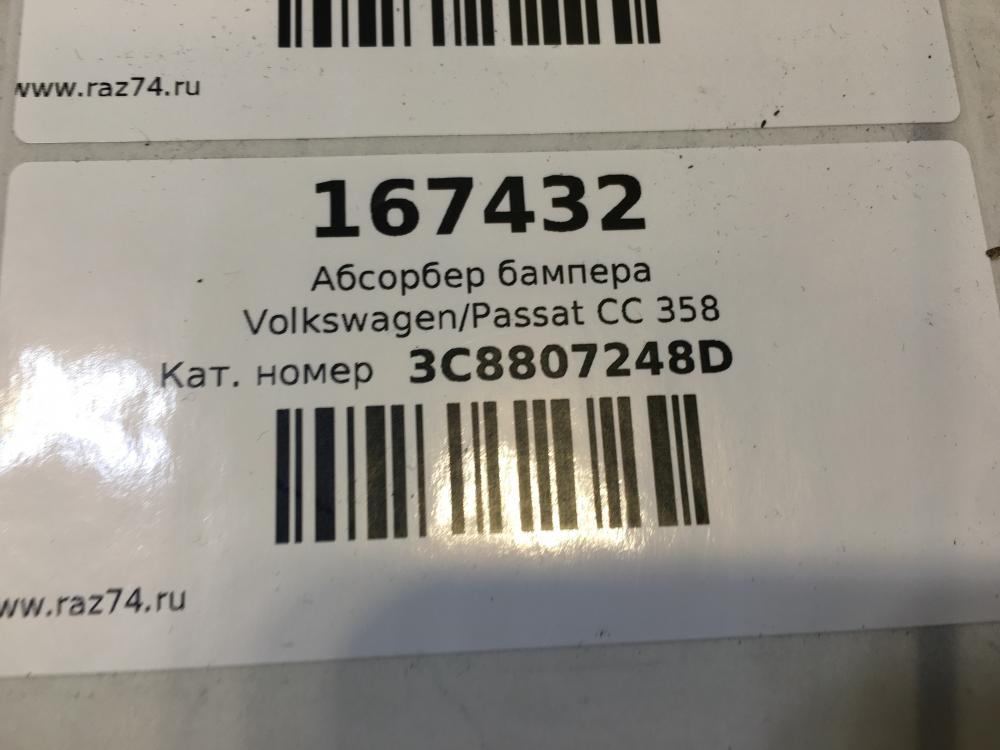 www.raz74.ru
167432
Абсорбер бампера
Volkswagen/Passat CC 358
Кат. номер 3C8807248D
www.raz74.ru